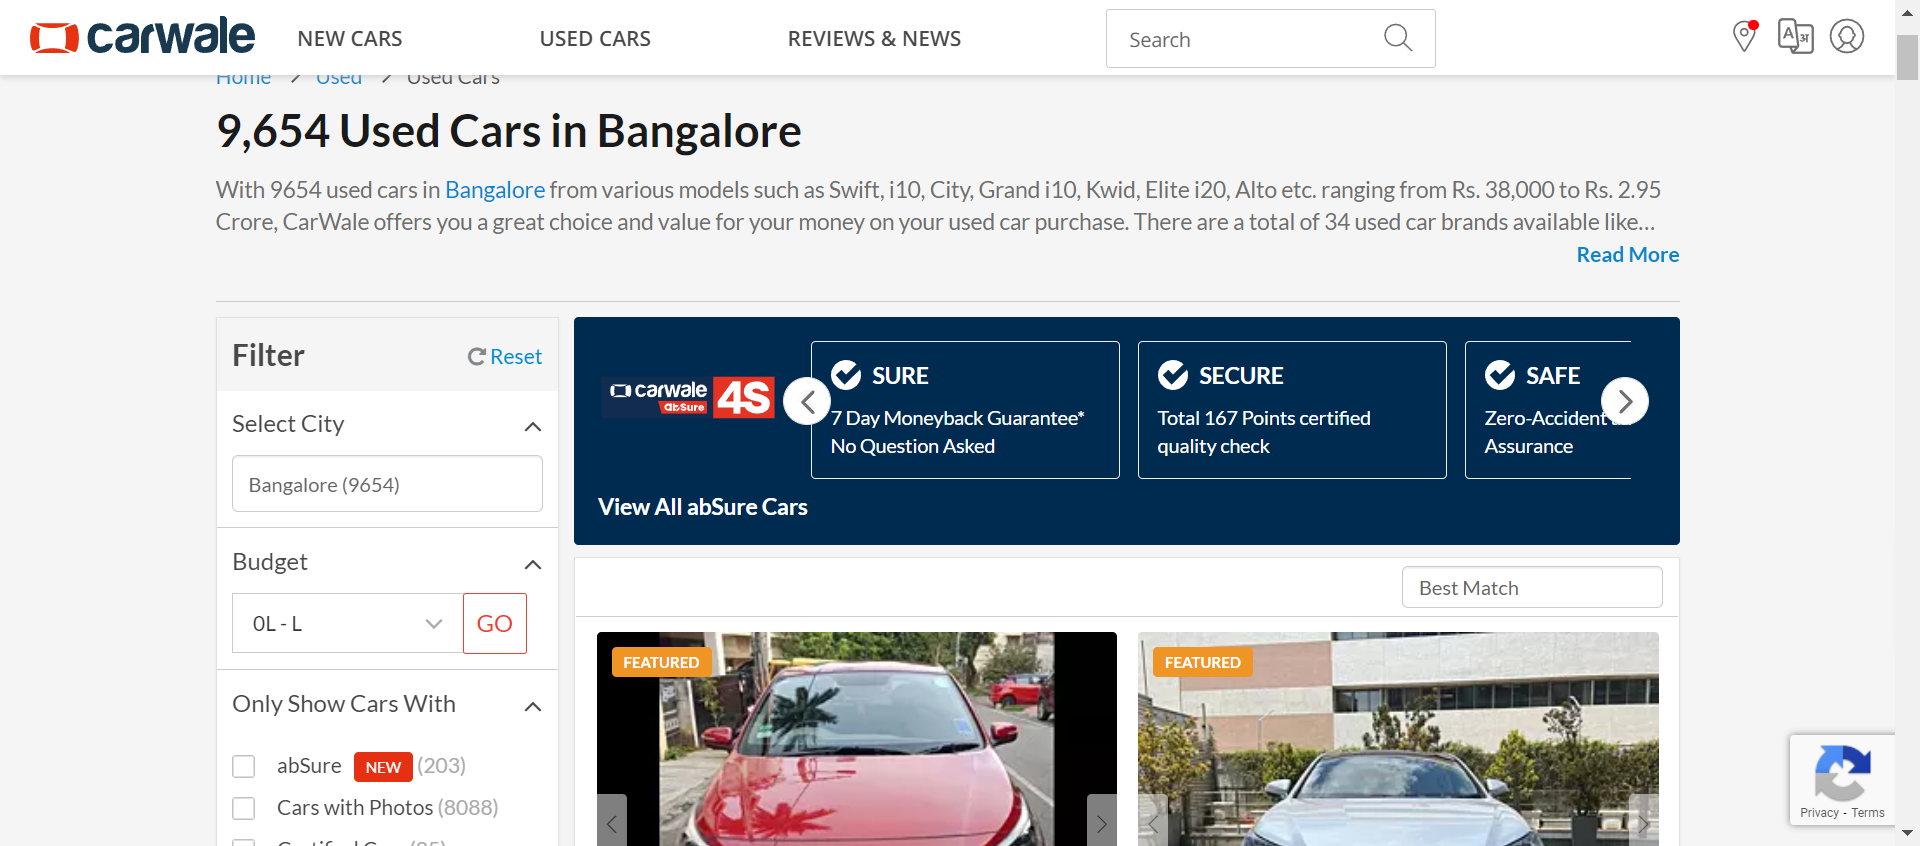 carwale
NEW CARS
USED CARS
REVIEWS & NEWS
Search
Home
Used
Used Cars
9,654 Used Cars in Bangalore
With 9654 used cars in Bangalore from various models such as Swift, i10, City, Grand i10, Kwid, Elite i20, Alto etc. ranging from Rs. 38,000 to Rs. 2.95
Crore, CarWale offers you a great choice and value for your money on your used car purchase. There are a total of 34 used car brands available like...
Read More
Filter
Reset
Select City
Bangalore (9654)
Budget
0L - L
GO
Only Show Cars With
abSure NEW (203)
Cars with Photos (8088)
carwale
abSure
4S
SURE
7 Day Moneyback Guarantee*
No Question Asked
SECURE
Total 167 Points certified
quality check
SAFE
Zero-Accident
Assurance
View All abSure Cars
Best Match
FEATURED
FEATURED
Privacy - Terms